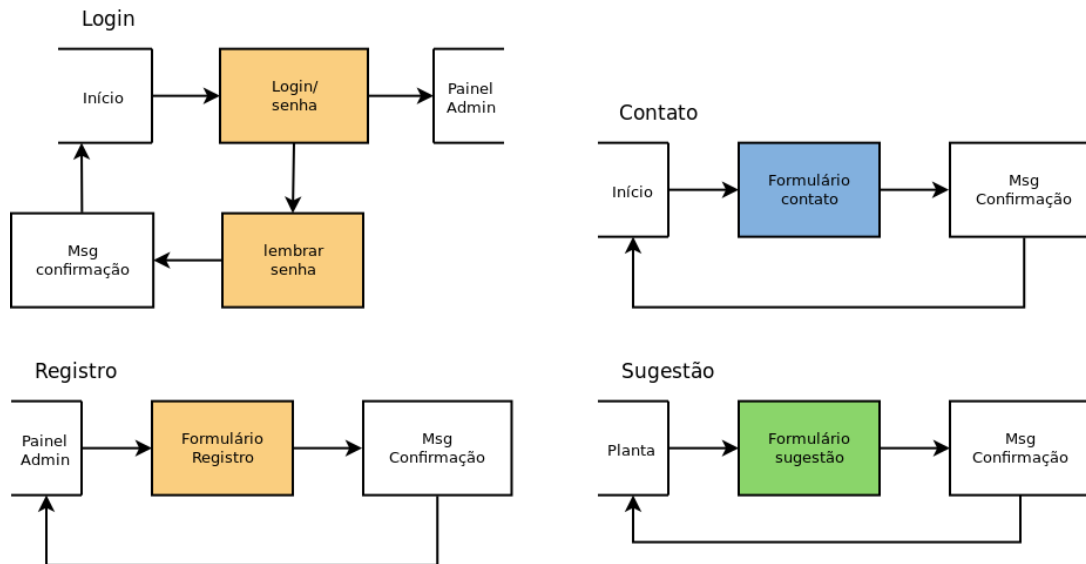 Login
Início
Login/
senha
Painel
Admin
Msg
confirmação
lembrar
senha
Contato
Início
Formulário
contato
Msg
Confirmação
Registro
Painel
Admin
Formulário
Registro
Msg
Confirmação
Sugestão
Planta
Formulário
sugestão
Msg
Confirmação